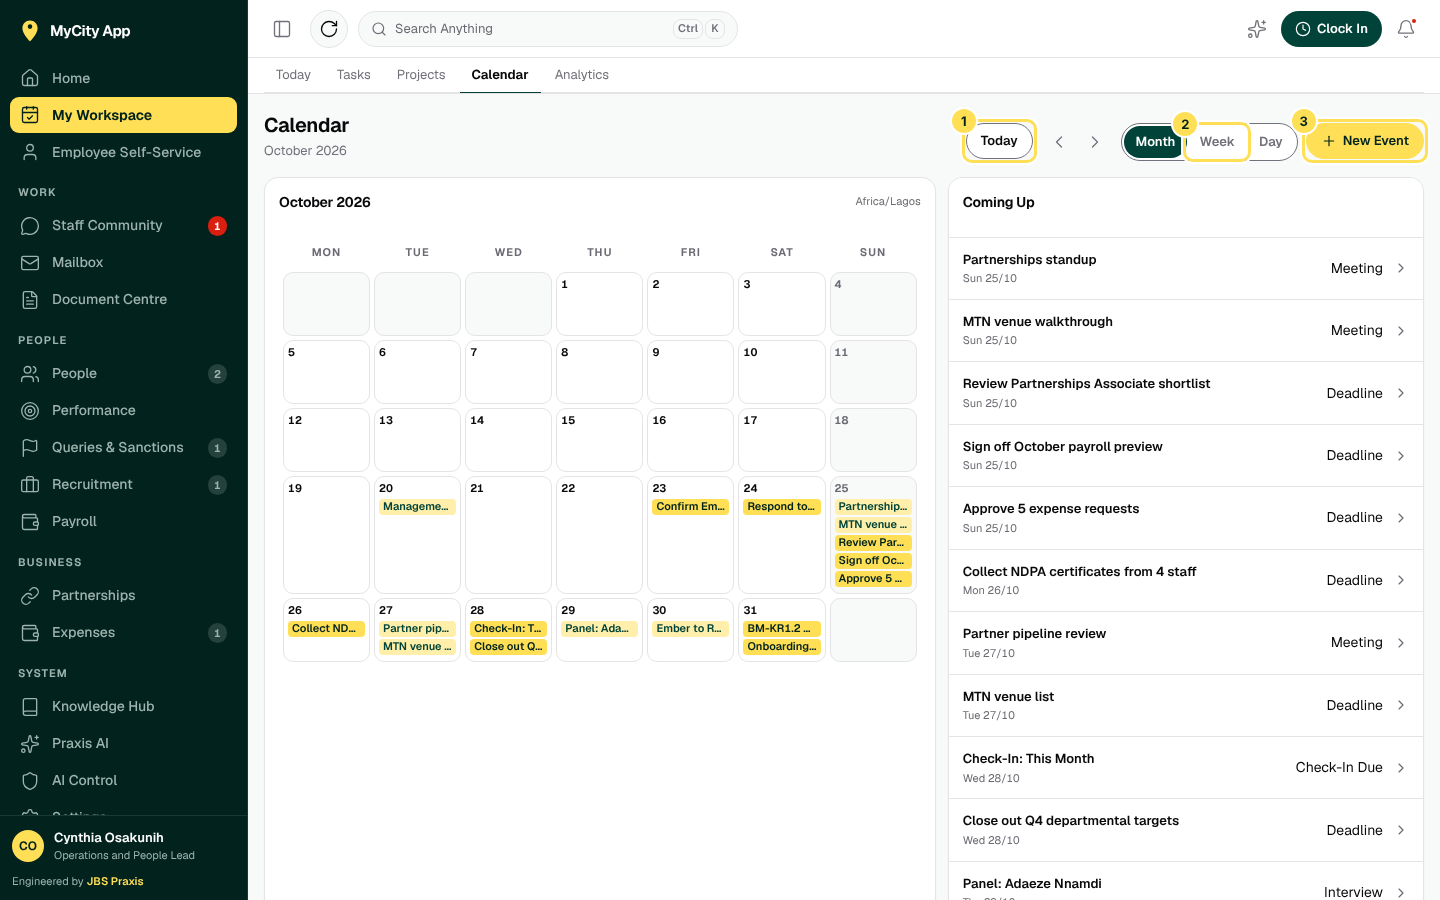 MyCity App
Home
My Workspace
Employee Self-Service
WORK
Staff Community 1
Mailbox
Document Centre
PEOPLE
People 2
Performance
Queries & Sanctions 1
Recruitment 1
Payroll
BUSINESS
Partnerships
Expenses 1
SYSTEM
Knowledge Hub
Praxis AI
AI Control
CO
Cynthia Osakunih
Operations and People Lead
Engineered by JBS Praxis
Search Anything Ctrl K
Clock In
Today Tasks Projects Calendar Analytics
Calendar
October 2026
1 Today
Month 2 Week Day
3 + New Event
October 2026 Africa/Lagos
MON TUE WED THU FRI SAT SUN
1 2 3 4
5 6 7 8 9 10 11
12 13 14 15 16 17 18
19 20 21 22 23 24 25
Manageme... Confirm Em... Respond to... Partnership...
MTN venue ...
Review Par...
Sign off Oc...
Approve 5 ...
26 27 28 29 30 31
Collect ND... Partner pip... Check-In: T... Panel: Ada... Ember to R... BM-KR1.2 ...
MTN venue ... Close out Q... Onboarding...
Coming Up
Partnerships standup
Sun 25/10
Meeting
MTN venue walkthrough
Sun 25/10
Meeting
Review Partnerships Associate shortlist
Sun 25/10
Deadline
Sign off October payroll preview
Sun 25/10
Deadline
Approve 5 expense requests
Sun 25/10
Deadline
Collect NDPA certificates from 4 staff
Mon 26/10
Deadline
Partner pipeline review
Tue 27/10
Meeting
MTN venue list
Tue 27/10
Deadline
Check-In: This Month
Wed 28/10
Check-In Due
Close out Q4 departmental targets
Wed 28/10
Deadline
Panel: Adaeze Nnamdi
Interview